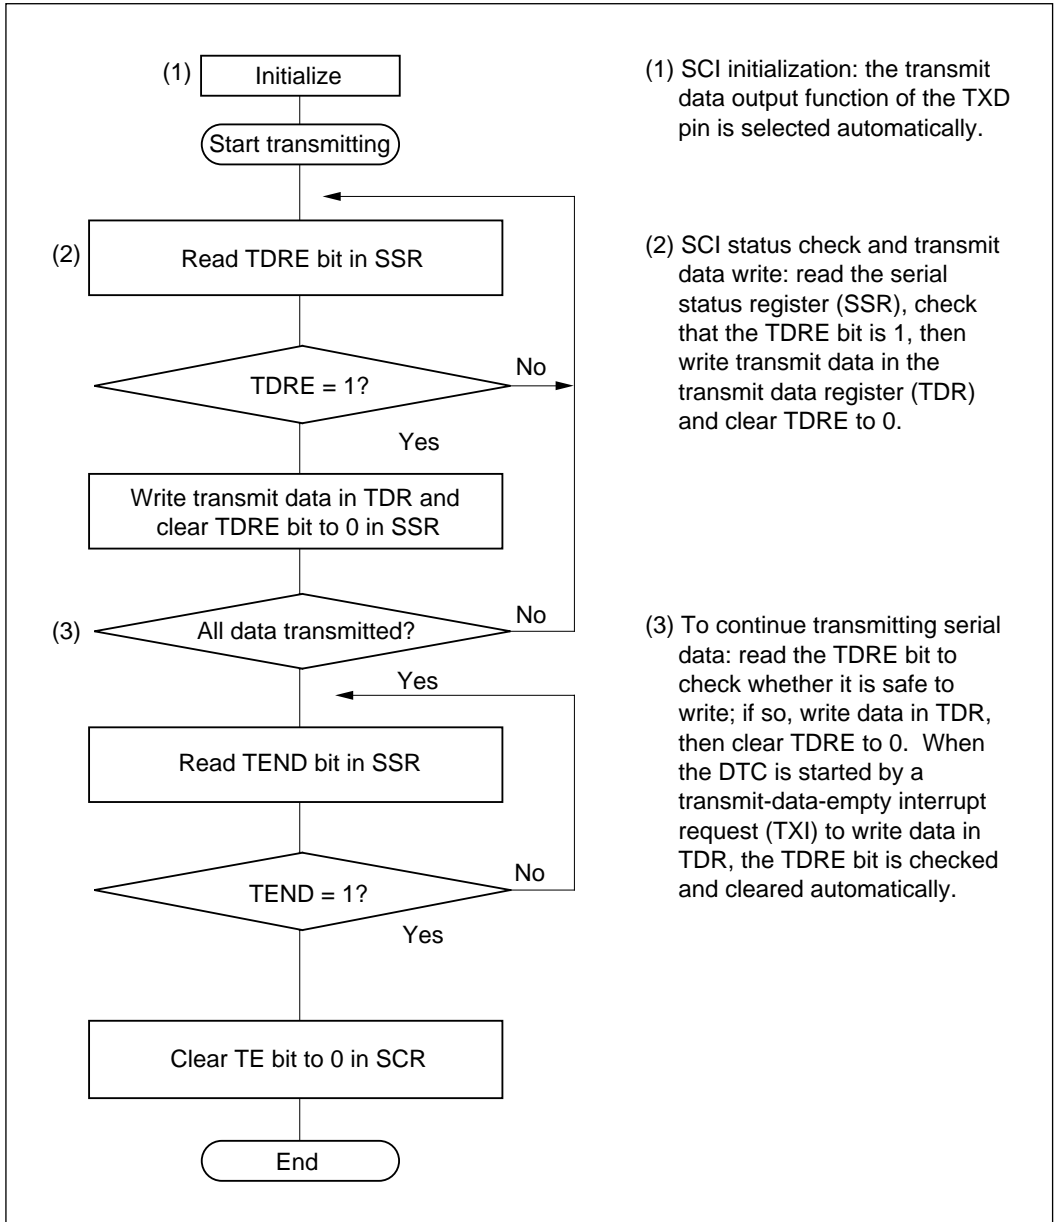 (1) Initialize
Start transmitting
(2) Read TDRE bit in SSR
TDRE = 1?
No
Yes
Write transmit data in TDR and
clear TDRE bit to 0 in SSR
(3) All data transmitted?
No
Yes
Read TEND bit in SSR
TEND = 1?
No
Yes
Clear TE bit to 0 in SCR
End
(1) SCI initialization: the transmit
data output function of the TXD
pin is selected automatically.
(2) SCI status check and transmit
data write: read the serial
status register (SSR), check
that the TDRE bit is 1, then
write transmit data in the
transmit data register (TDR)
and clear TDRE to 0.
(3) To continue transmitting serial
data: read the TDRE bit to
check whether it is safe to
write; if so, write data in TDR,
then clear TDRE to 0.  When
the DTC is started by a
transmit-data-empty interrupt
request (TXI) to write data in
TDR, the TDRE bit is checked
and cleared automatically.